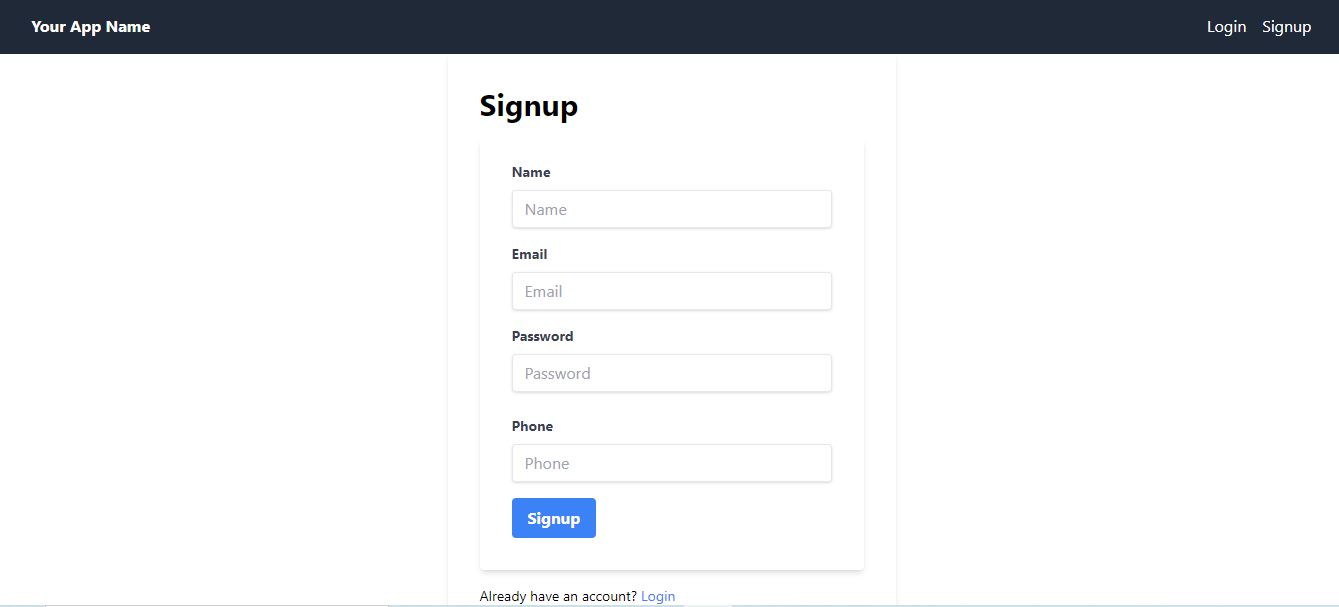 Your App Name
Login Signup
Signup
Name
Name
Email
Email
Password
Password
Phone
Phone
Signup
Already have an account? Login